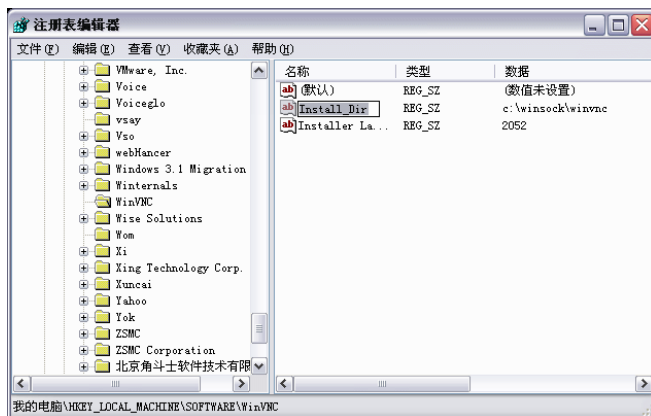 注册表编辑器
文件(F) 编辑(E) 查看(V) 收藏夹(A) 帮助(H)
VMware, Inc.
Voice
Voiceglo
vsay
Vso
webHancer
Windows 3.1 Migration
Winternals
WinVNC
Wise Solutions
Wom
Xi
Xing Technology Corp.
Xuncai
Yahoo
Yok
ZSMC
ZSMC Corporation
北京角斗士软件技术有限
名称 类型 数据
ab (默认) REG_SZ (数值未设置)
ab Install_Dir REG_SZ c:\winsock\winvnc
ab Installer La... REG_SZ 2052
我的电脑\HKEY_LOCAL_MACHINE\SOFTWARE\WinVNC